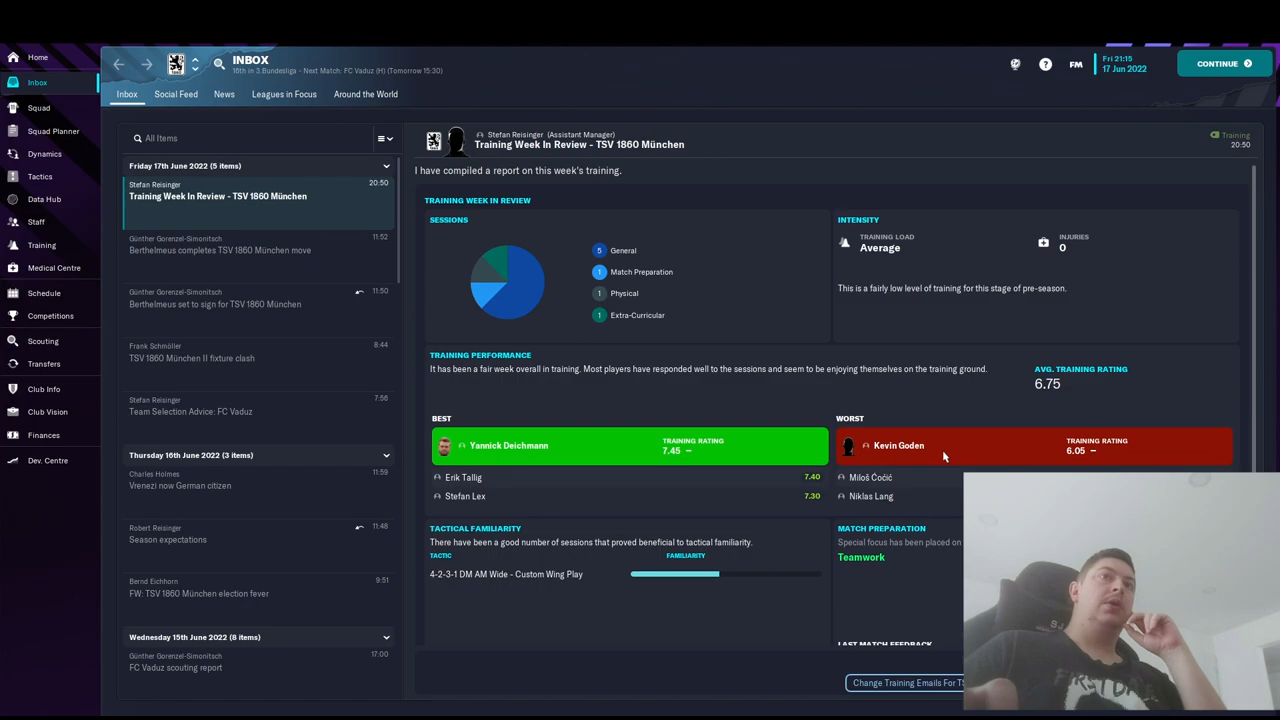 Home
INBOX
16th in 3.Bundesliga - Next Match: FC Vaduz (H) (Tomorrow 15:30)
FM
Fri 21:15
17 Jun 2022
CONTINUE
Inbox
Squad
Squad Planner
Dynamics
Tactics
Data Hub
Staff
Training
Medical Centre
Schedule
Competitions
Scouting
Transfers
Club Info
Club Vision
Finances
Dev. Centre
Inbox
Social Feed
News
Leagues in Focus
Around the World
All Items
Friday 17th June 2022 (5 items)
Stefan Reisinger
20:50
Training Week In Review - TSV 1860 München
Günther Gorenzel-Simonitsch
11:52
Berthelmeus completes TSV 1860 München move
Günther Gorenzel-Simonitsch
11:50
Berthelmeus set to sign for TSV 1860 München
Frank Schmöller
8:44
TSV 1860 München II fixture clash
Stefan Reisinger
7:56
Team Selection Advice: FC Vaduz
Thursday 16th June 2022 (3 items)
Charles Holmes
11:59
Vrenezi now German citizen
Robert Reisinger
11:48
Season expectations
Bernd Eichhorn
9:51
FW: TSV 1860 München election fever
Wednesday 15th June 2022 (8 items)
Günther Gorenzel-Simonitsch
17:00
FC Vaduz scouting report
Stefan Reisinger (Assistant Manager)
Training Week In Review - TSV 1860 München
Training
20:50
I have compiled a report on this week's training.
TRAINING WEEK IN REVIEW
SESSIONS
5 General
1 Match Preparation
1 Physical
1 Extra-Curricular
INTENSITY
TRAINING LOAD
Average
INJURIES
0
This is a fairly low level of training for this stage of pre-season.
TRAINING PERFORMANCE
It has been a fair week overall in training. Most players have responded well to the sessions and seem to be enjoying themselves on the training ground.
AVG. TRAINING RATING
6.75
BEST
Yannick Deichmann
TRAINING RATING
7.45 –
Erik Tallig
7.40
Stefan Lex
7.30
WORST
Kevin Goden
TRAINING RATING
6.05 –
Miloš Ćoćić
Niklas Lang
TACTICAL FAMILIARITY
There have been a good number of sessions that proved beneficial to tactical familiarity.
TACTIC
FAMILIARITY
4-2-3-1 DM AM Wide - Custom Wing Play
MATCH PREPARATION
Special focus has been placed on
Teamwork
LAST MATCH FEEDBACK
Change Training Emails For TS